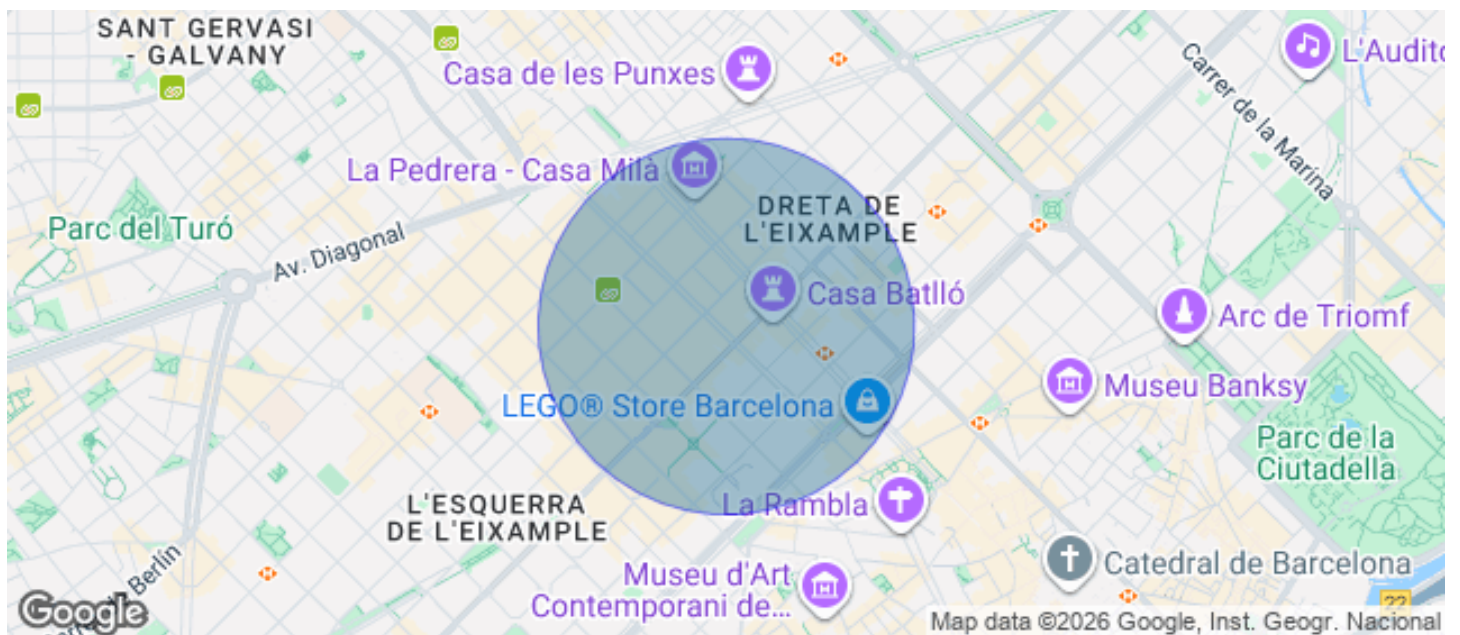 SANT GERVASI
- GALVANY
Casa de les Punxes
L'Audito
Carrer de la Marina
La Pedrera - Casa Milà
DRETA DE
L'EIXAMPLE
Parc del Turó
Av. Diagonal
Casa Batlló
Arc de Triomf
Museu Banksy
LEGO® Store Barcelona
Parc de la
Ciutadella
L'ESQUERRA
DE L'EIXAMPLE
La Rambla
Catedral de Barcelona
Museu d'Art
Contemporani de...
Berlín
22
Google
Map data ©2026 Google, Inst. Geogr. Nacional